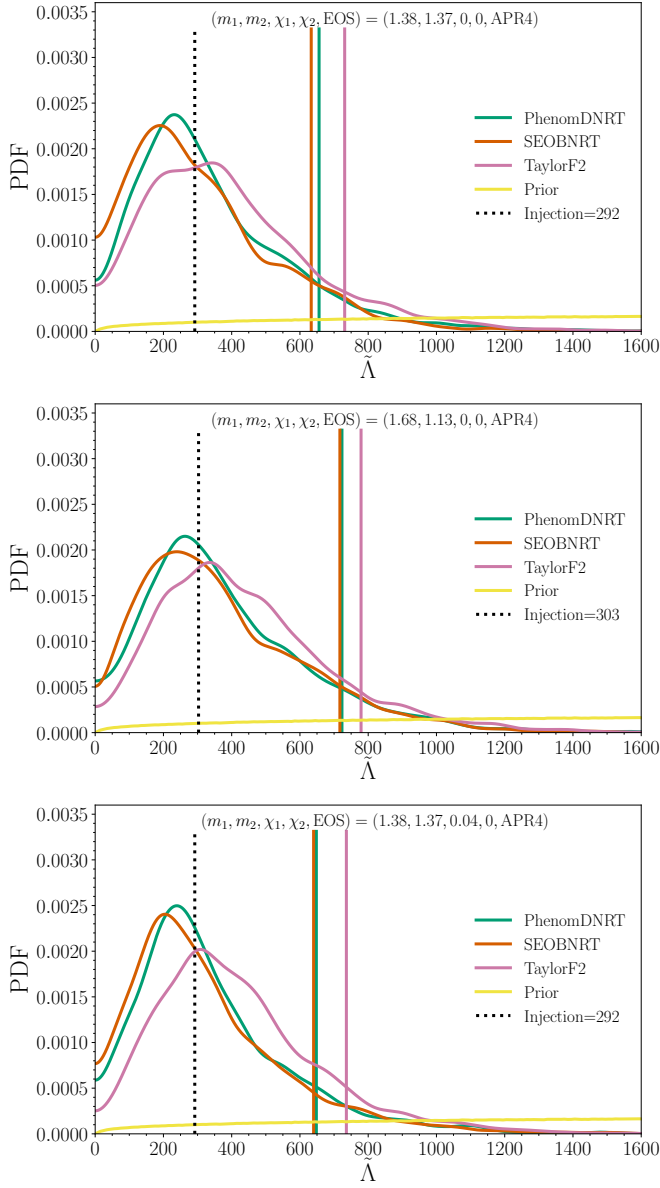 (m₁, m₂, χ₁, χ₂, EOS) = (1.38, 1.37, 0, 0, APR4)
0.0035
0.0030
0.0025
0.0020
0.0015
0.0010
0.0005
0.0000
PDF
PhenomDNRT
SEOBNRT
TaylorF2
Prior
Injection=292
0 200 400 600 800 1000 1200 1400 1600
Λ̃
(m₁, m₂, χ₁, χ₂, EOS) = (1.68, 1.13, 0, 0, APR4)
0.0035
0.0030
0.0025
0.0020
0.0015
0.0010
0.0005
0.0000
PDF
PhenomDNRT
SEOBNRT
TaylorF2
Prior
Injection=303
0 200 400 600 800 1000 1200 1400 1600
Λ̃
(m₁, m₂, χ₁, χ₂, EOS) = (1.38, 1.37, 0.04, 0, APR4)
0.0035
0.0030
0.0025
0.0020
0.0015
0.0010
0.0005
0.0000
PDF
PhenomDNRT
SEOBNRT
TaylorF2
Prior
Injection=292
0 200 400 600 800 1000 1200 1400 1600
Λ̃